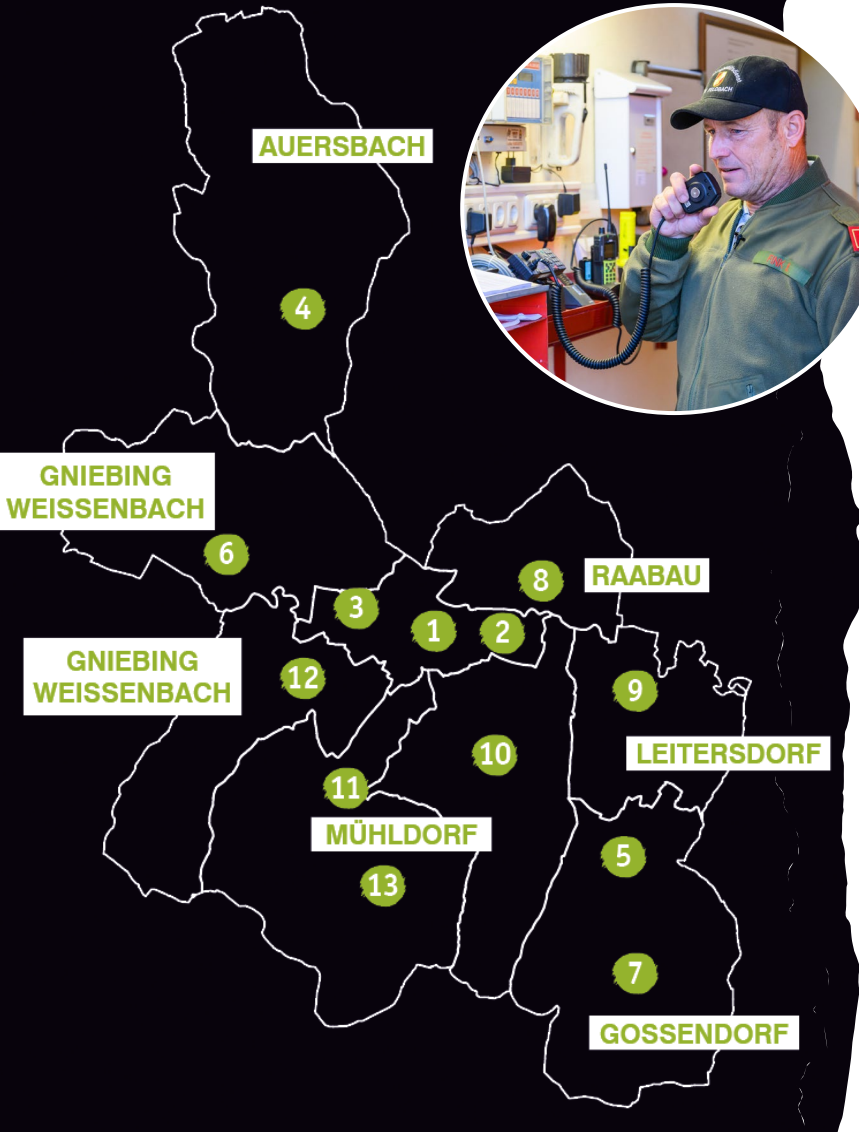 FELDBACH
AUERSBACH
4
GNIEBING
WEISSENBACH
6
8
RAABAU
3
1
2
GNIEBING
WEISSENBACH
12
9
10
LEITERSDORF
11
MÜHLDORF
5
13
7
GOSSENDORF